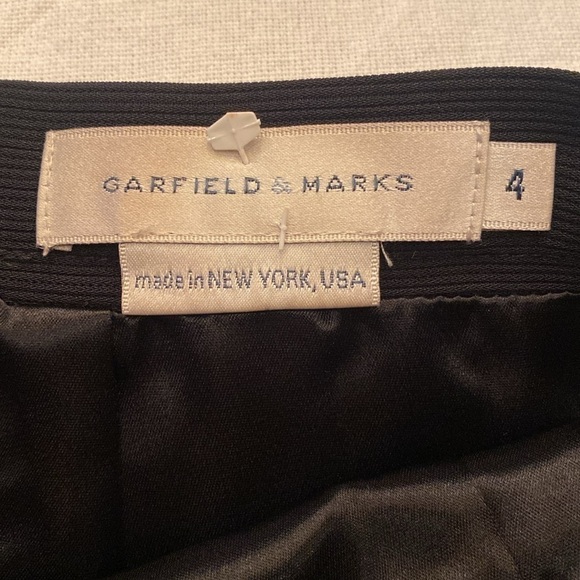 GARFIELD & MARKS
4
made in NEW YORK, USA